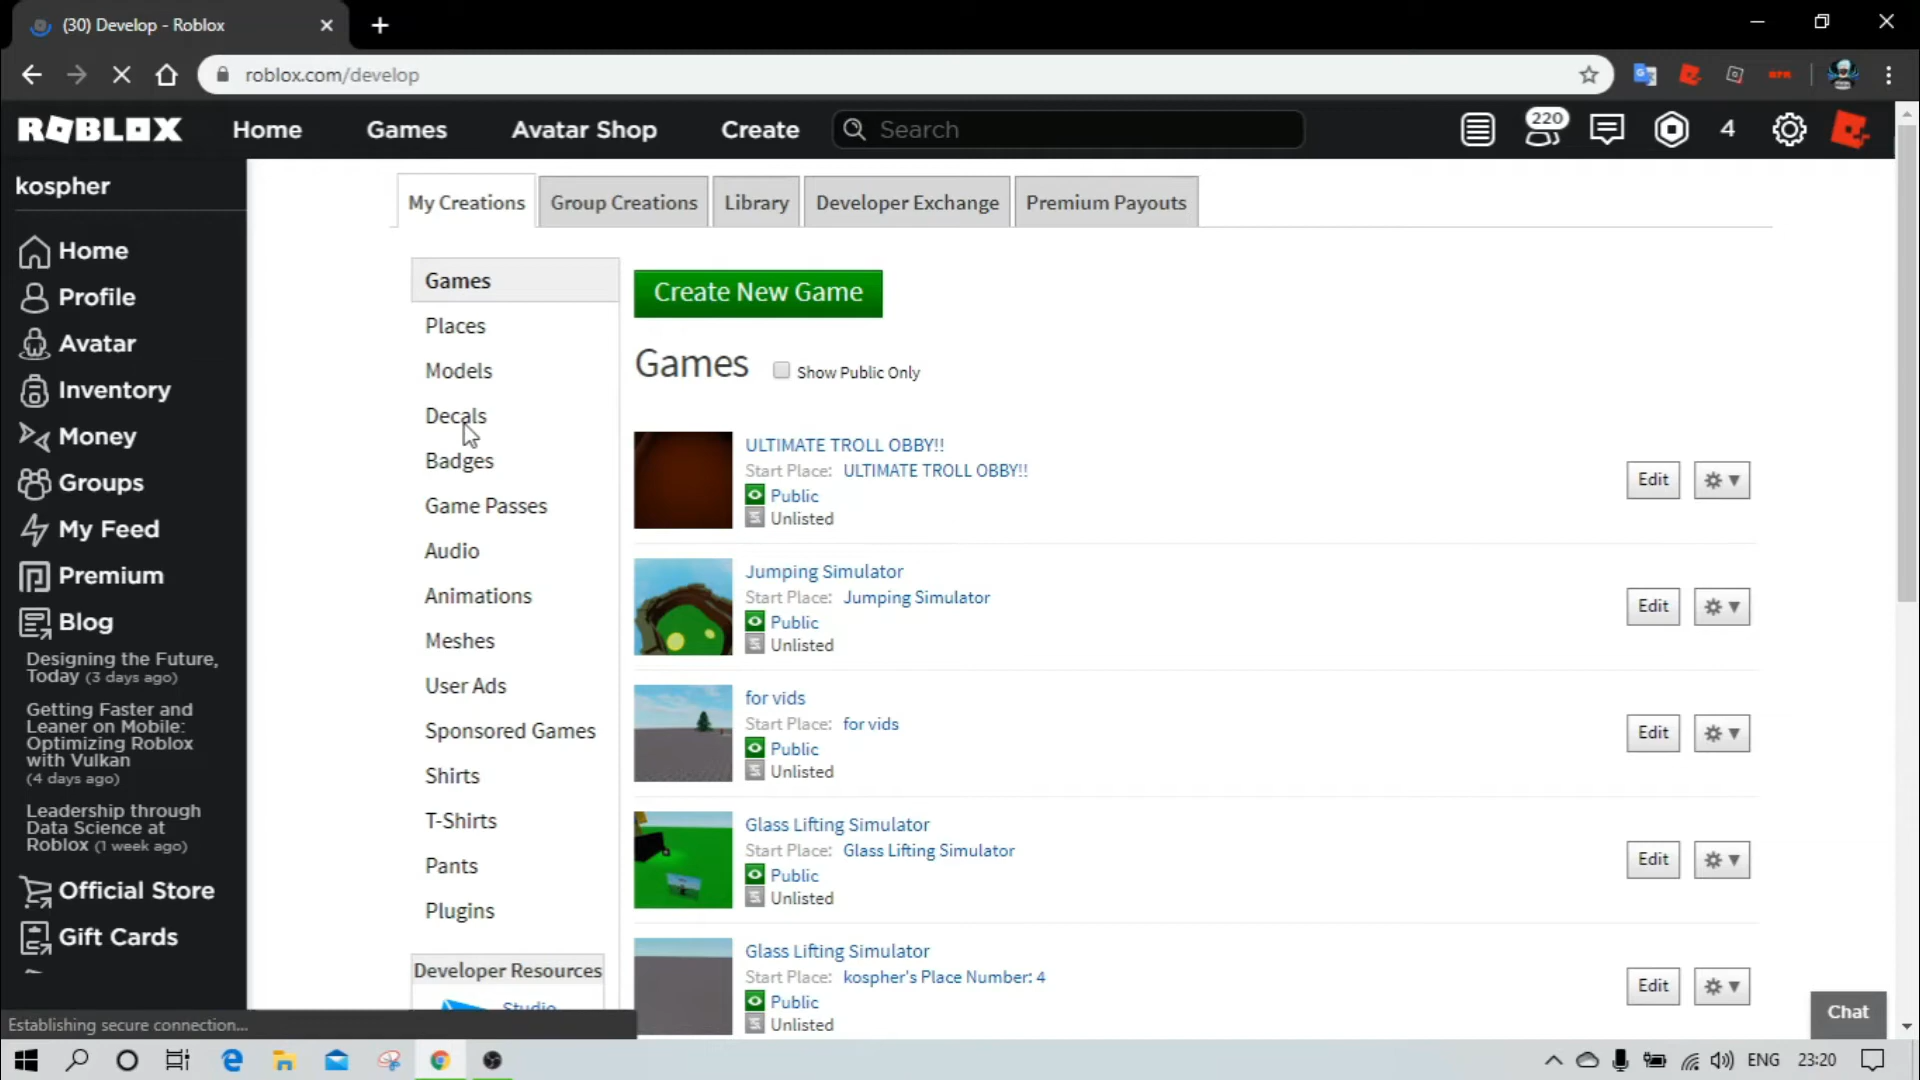 (30) Develop - Roblox
roblox.com/develop
ROBLOX
Home
Games
Avatar Shop
Create
Search
220
4
kospher
Home
Profile
Avatar
Inventory
Money
Groups
My Feed
Premium
Blog
Designing the Future,
Today (3 days ago)
Getting Faster and
Leaner on Mobile:
Optimizing Roblox
with Vulkan
(4 days ago)
Leadership through
Data Science at
Roblox (1 week ago)
Official Store
Gift Cards
My Creations
Group Creations
Library
Developer Exchange
Premium Payouts
Games
Places
Models
Decals
Badges
Game Passes
Audio
Animations
Meshes
User Ads
Sponsored Games
Shirts
T-Shirts
Pants
Plugins
Developer Resources
Studio
Create New Game
Games
Show Public Only
ULTIMATE TROLL OBBY!!
Start Place: ULTIMATE TROLL OBBY!!
Public
Unlisted
Edit
Jumping Simulator
Start Place: Jumping Simulator
Public
Unlisted
Edit
for vids
Start Place: for vids
Public
Unlisted
Edit
Glass Lifting Simulator
Start Place: Glass Lifting Simulator
Public
Unlisted
Edit
Glass Lifting Simulator
Start Place: kospher's Place Number: 4
Public
Unlisted
Edit
Chat
Establishing secure connection...
ENG
23:20